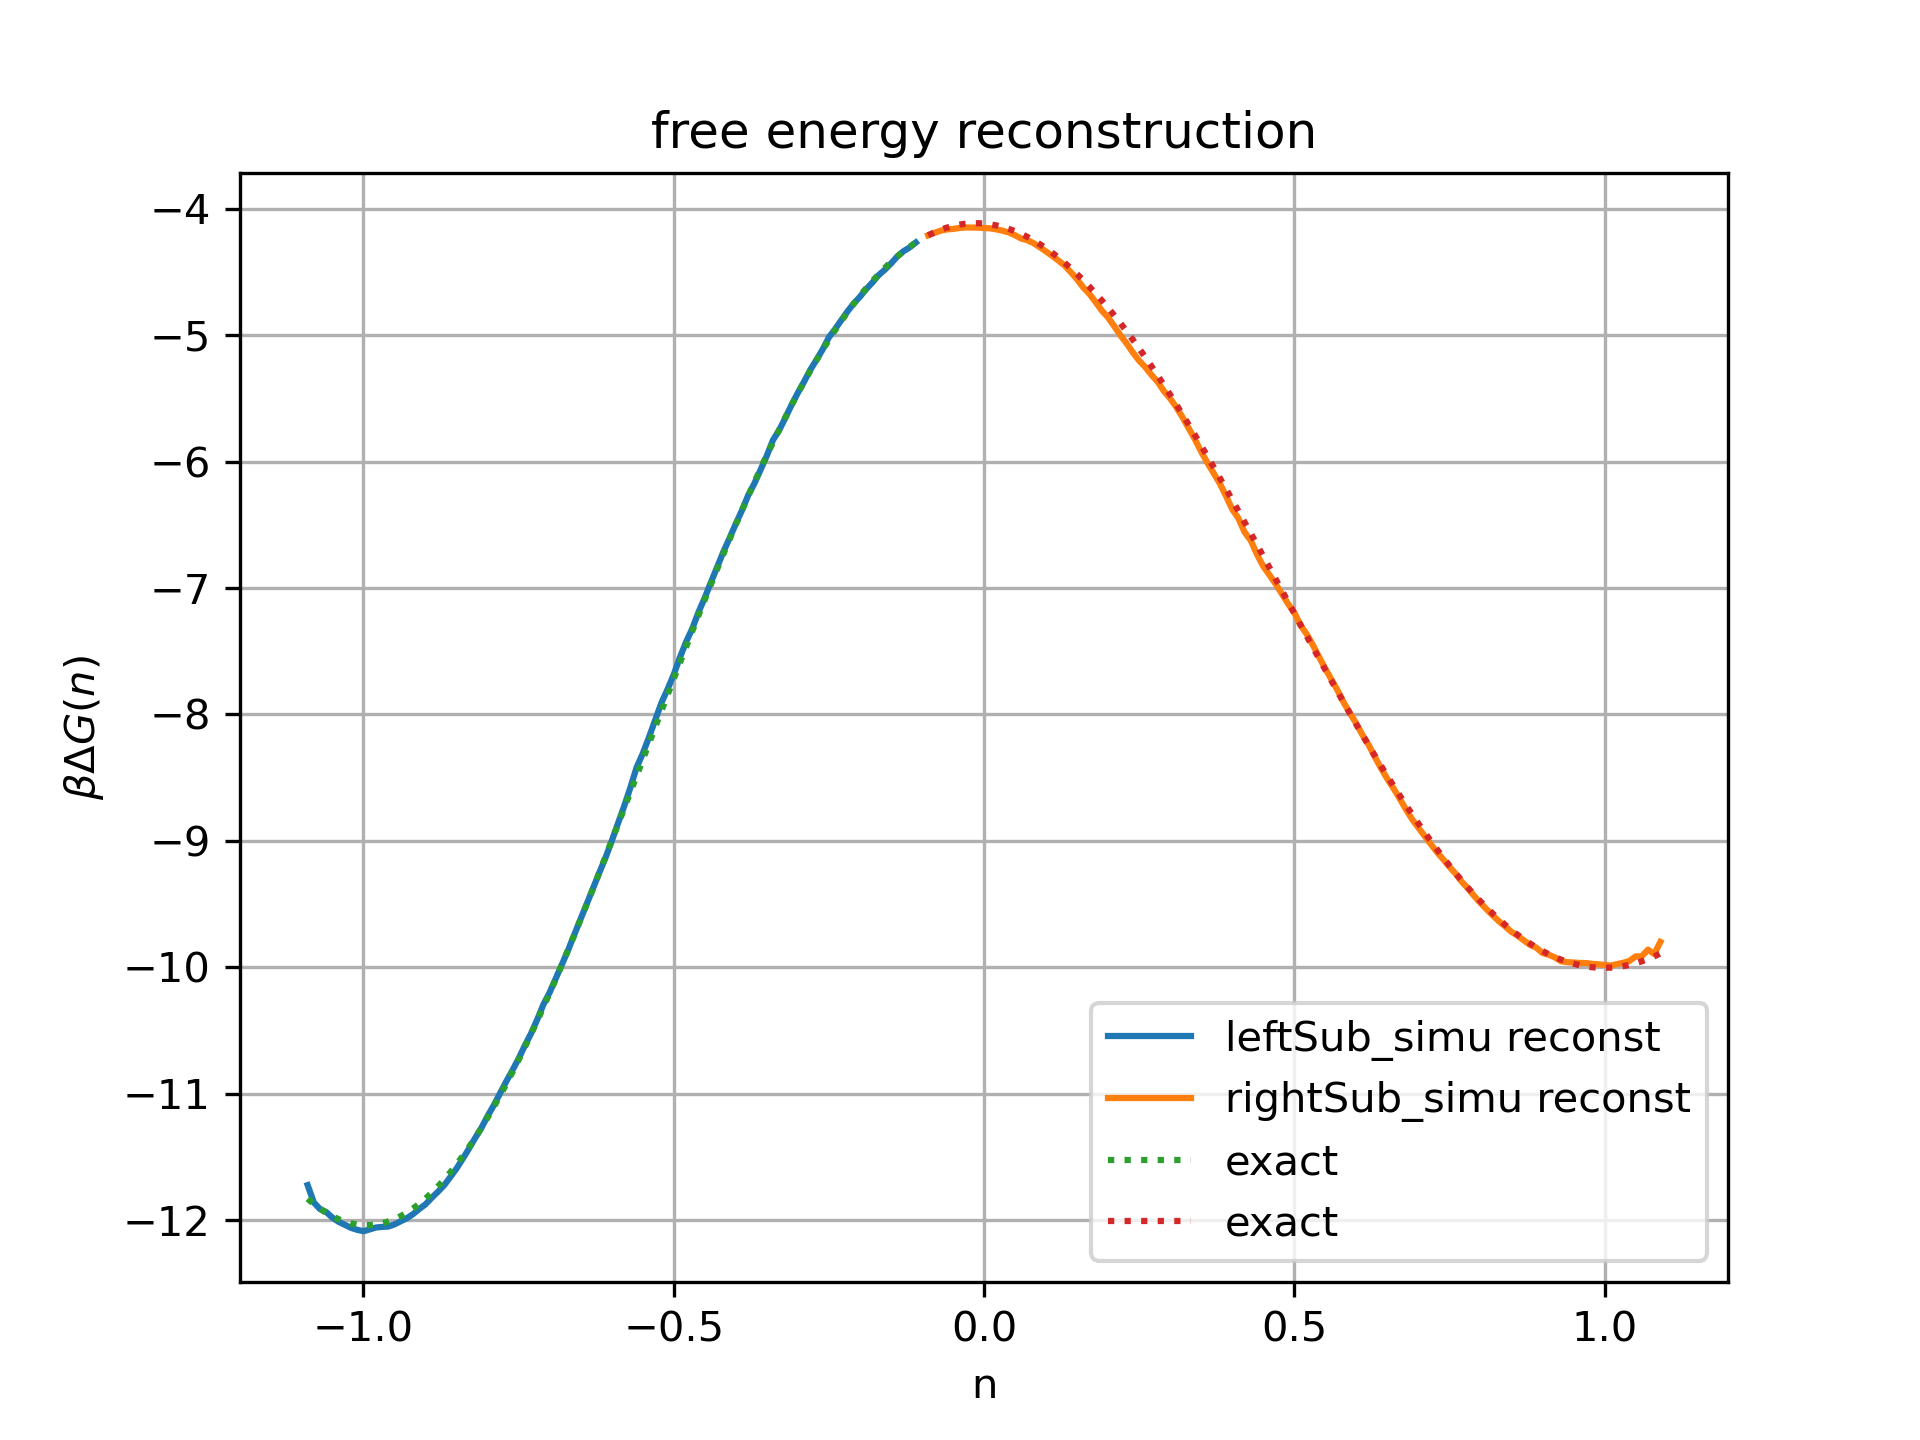 free energy reconstruction
−4
−5
−6
−7
−8
−9
−10
−11
−12
βΔG(n)
leftSub_simu reconst
rightSub_simu reconst
exact
exact
−1.0 −0.5 0.0 0.5 1.0
n